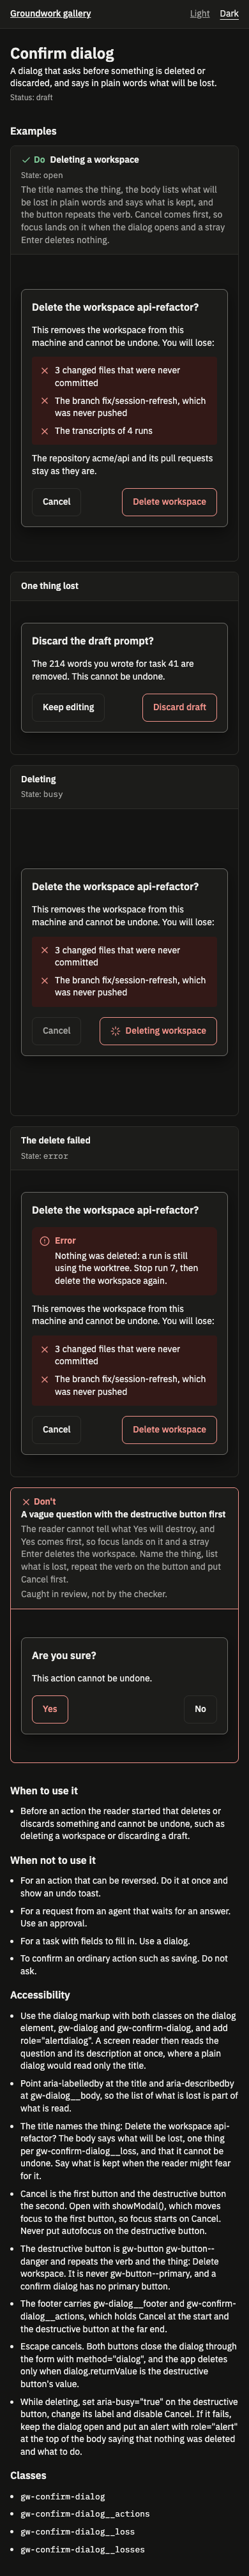 Groundwork gallery
Light Dark
Confirm dialog
A dialog that asks before something is deleted or
discarded, and says in plain words what will be lost.
Status: draft
Examples
Do Deleting a workspace
State: open
The title names the thing, the body lists what will
be lost in plain words and says what is kept, and
the button repeats the verb. Cancel comes first, so
focus lands on it when the dialog opens and a stray
Enter deletes nothing.
Delete the workspace api-refactor?
This removes the workspace from this
machine and cannot be undone. You will lose:
3 changed files that were never
committed
The branch fix/session-refresh, which
was never pushed
The transcripts of 4 runs
The repository acme/api and its pull requests
stay as they are.
Cancel Delete workspace
One thing lost
Discard the draft prompt?
The 214 words you wrote for task 41 are
removed. This cannot be undone.
Keep editing Discard draft
Deleting
State: busy
Delete the workspace api-refactor?
This removes the workspace from this
machine and cannot be undone. You will lose:
3 changed files that were never
committed
The branch fix/session-refresh, which
was never pushed
Cancel Deleting workspace
The delete failed
State: error
Delete the workspace api-refactor?
Error
Nothing was deleted: a run is still
using the worktree. Stop run 7, then
delete the workspace again.
This removes the workspace from this
machine and cannot be undone. You will lose:
3 changed files that were never
committed
The branch fix/session-refresh, which
was never pushed
Cancel Delete workspace
Don't
A vague question with the destructive button first
The reader cannot tell what Yes will destroy, and
Yes comes first, so focus lands on it and a stray
Enter deletes the workspace. Name the thing, list
what is lost, repeat the verb on the button and put
Cancel first.
Caught in review, not by the checker.
Are you sure?
This action cannot be undone.
Yes No
When to use it
• Before an action the reader started that deletes or
discards something and cannot be undone, such as
deleting a workspace or discarding a draft.
When not to use it
• For an action that can be reversed. Do it at once and
show an undo toast.
• For a request from an agent that waits for an answer.
Use an approval.
• For a task with fields to fill in. Use a dialog.
• To confirm an ordinary action such as saving. Do not
ask.
Accessibility
• Use the dialog markup with both classes on the dialog
element, gw-dialog and gw-confirm-dialog, and add
role="alertdialog". A screen reader then reads the
question and its description at once, where a plain
dialog would read only the title.
• Point aria-labelledby at the title and aria-describedby
at gw-dialog__body, so the list of what is lost is part
of what is read.
• The title names the thing: Delete the workspace api-
refactor? The body says what will be lost, one thing
per gw-confirm-dialog__loss, and that it cannot be
undone. Say what is kept when the reader might fear
for it.
• Cancel is the first button and the destructive button
the second. Open with showModal(), which moves
focus to the first button, so focus starts on Cancel.
Never put autofocus on the destructive button.
• The destructive button is gw-button gw-button--
danger and repeats the verb and the thing: Delete
workspace. It is never gw-button--primary, and a
confirm dialog has no primary button.
• The footer carries gw-dialog__footer and gw-confirm-
dialog__actions, which holds Cancel at the start and
the destructive button at the far end.
• Escape cancels. Both buttons close the dialog through
the form with method="dialog", and the app deletes
only when dialog.returnValue is the destructive
button's value.
• While deleting, set aria-busy="true" on the destructive
button, change its label and disable Cancel. If it fails,
keep the dialog open and put an alert with role="alert"
at the top of the body saying that nothing was deleted
and what to do.
Classes
• gw-confirm-dialog
• gw-confirm-dialog__actions
• gw-confirm-dialog__loss
• gw-confirm-dialog__losses